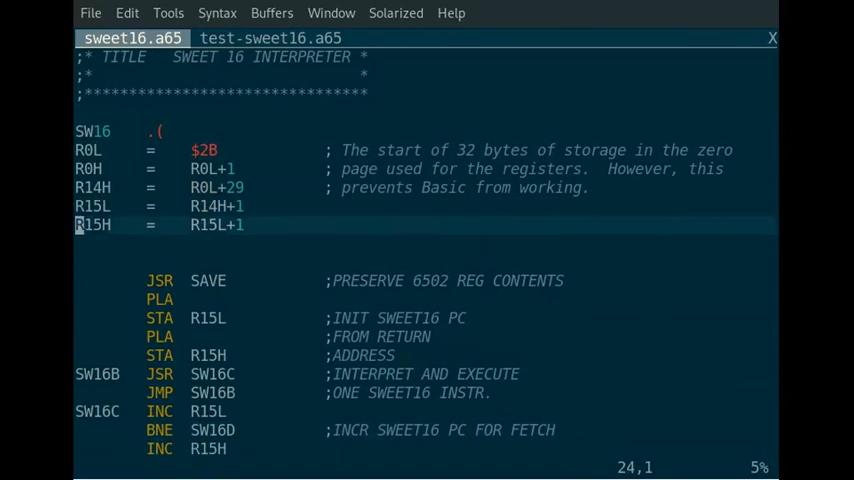 File Edit Tools Syntax Buffers Window Solarized Help
sweet16.a65 test-sweet16.a65 X
;* TITLE SWEET 16 INTERPRETER *
;* *
;*******************************
SW16 .(
R0L = $2B ; The start of 32 bytes of storage in the zero
R0H = R0L+1 ; page used for the registers. However, this
R14H = R0L+29 ; prevents Basic from working.
R15L = R14H+1
R15H = R15L+1
JSR SAVE ;PRESERVE 6502 REG CONTENTS
PLA
STA R15L ;INIT SWEET16 PC
PLA ;FROM RETURN
STA R15H ;ADDRESS
SW16B JSR SW16C ;INTERPRET AND EXECUTE
JMP SW16B ;ONE SWEET16 INSTR.
SW16C INC R15L
BNE SW16D ;INCR SWEET16 PC FOR FETCH
INC R15H
24,1 5%